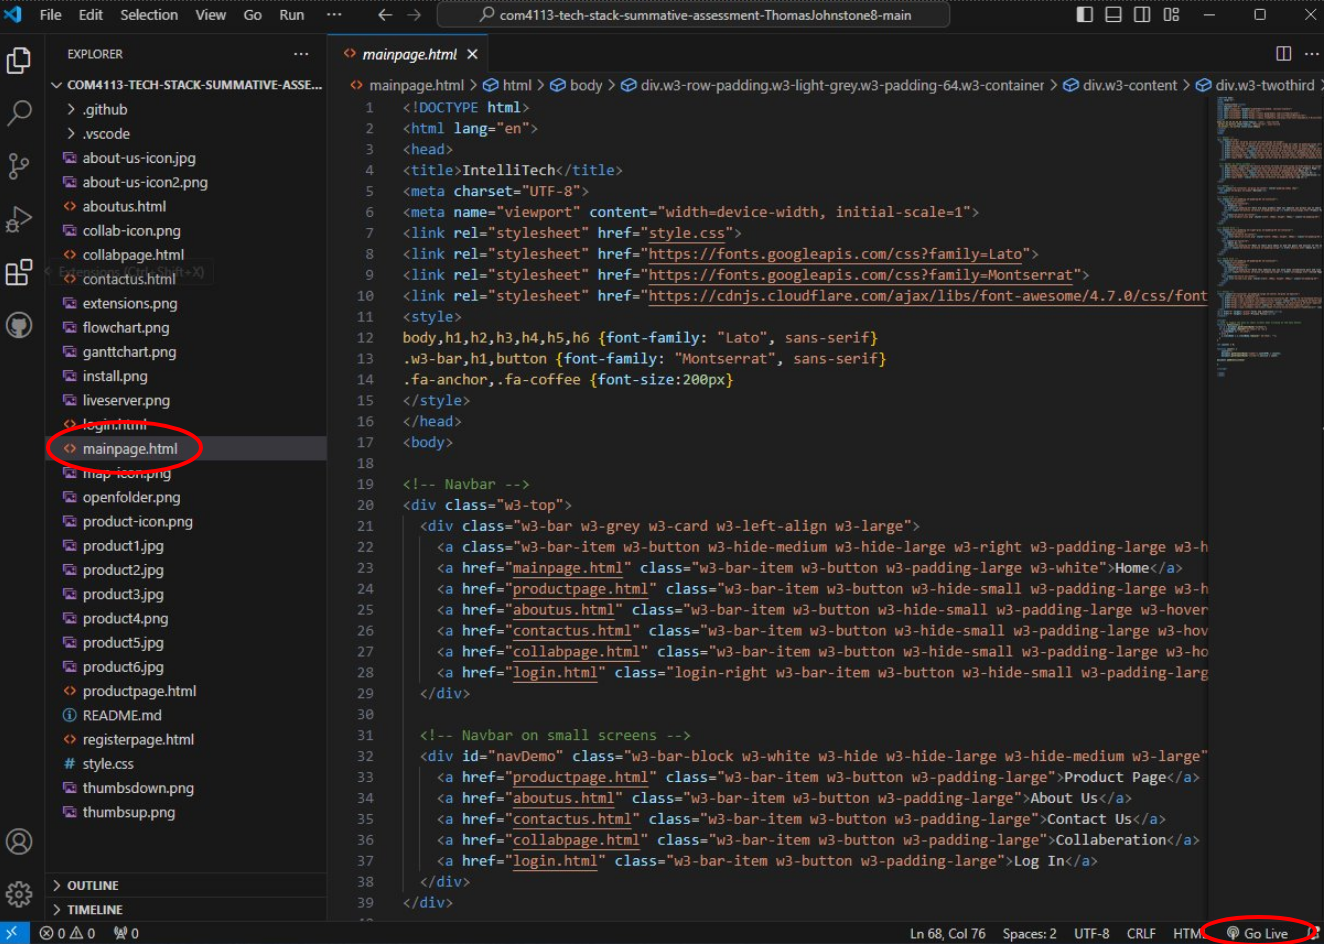 File Edit Selection View Go Run ··· com4113-tech-stack-summative-assessment-ThomasJohnstone8-main
EXPLORER ···
COM4113-TECH-STACK-SUMMATIVE-ASSE...
.github
.vscode
about-us-icon.jpg
about-us-icon2.png
aboutus.html
collab-icon.png
collabpage.html
Extensions (Ctrl+Shift+X)
contactus.html
extensions.png
flowchart.png
ganttchart.png
install.png
liveserver.png
login.html
mainpage.html
map-icon.png
openfolder.png
product-icon.png
product1.jpg
product2.jpg
product3.jpg
product4.png
product5.jpg
product6.jpg
productpage.html
README.md
registerpage.html
style.css
thumbsdown.png
thumbsup.png
OUTLINE
TIMELINE
mainpage.html
mainpage.html > html > body > div.w3-row-padding.w3-light-grey.w3-padding-64.w3-container > div.w3-content > div.w3-twothird >
1 <!DOCTYPE html>
2 <html lang="en">
3 <head>
4 <title>IntelliTech</title>
5 <meta charset="UTF-8">
6 <meta name="viewport" content="width=device-width, initial-scale=1">
7 <link rel="stylesheet" href="style.css">
8 <link rel="stylesheet" href="https://fonts.googleapis.com/css?family=Lato">
9 <link rel="stylesheet" href="https://fonts.googleapis.com/css?family=Montserrat">
10 <link rel="stylesheet" href="https://cdnjs.cloudflare.com/ajax/libs/font-awesome/4.7.0/css/font
11 <style>
12 body,h1,h2,h3,h4,h5,h6 {font-family: "Lato", sans-serif}
13 .w3-bar,h1,button {font-family: "Montserrat", sans-serif}
14 .fa-anchor,.fa-coffee {font-size:200px}
15 </style>
16 </head>
17 <body>
18
19 <!-- Navbar -->
20 <div class="w3-top">
21 <div class="w3-bar w3-grey w3-card w3-left-align w3-large">
22 <a class="w3-bar-item w3-button w3-hide-medium w3-hide-large w3-right w3-padding-large w3-h
23 <a href="mainpage.html" class="w3-bar-item w3-button w3-padding-large w3-white">Home</a>
24 <a href="productpage.html" class="w3-bar-item w3-button w3-hide-small w3-padding-large w3-h
25 <a href="aboutus.html" class="w3-bar-item w3-button w3-hide-small w3-padding-large w3-hover
26 <a href="contactus.html" class="w3-bar-item w3-button w3-hide-small w3-padding-large w3-hov
27 <a href="collabpage.html" class="w3-bar-item w3-button w3-hide-small w3-padding-large w3-ho
28 <a href="login.html" class="login-right w3-bar-item w3-button w3-hide-small w3-padding-larg
29 </div>
30
31 <!-- Navbar on small screens -->
32 <div id="navDemo" class="w3-bar-block w3-white w3-hide w3-hide-large w3-hide-medium w3-large"
33 <a href="productpage.html" class="w3-bar-item w3-button w3-padding-large">Product Page</a>
34 <a href="aboutus.html" class="w3-bar-item w3-button w3-padding-large">About Us</a>
35 <a href="contactus.html" class="w3-bar-item w3-button w3-padding-large">Contact Us</a>
36 <a href="collabpage.html" class="w3-bar-item w3-button w3-padding-large">Collaberation</a>
37 <a href="login.html" class="w3-bar-item w3-button w3-padding-large">Log In</a>
38 </div>
39 </div>
0 0 0 Ln 68, Col 76 Spaces: 2 UTF-8 CRLF HTM Go Live